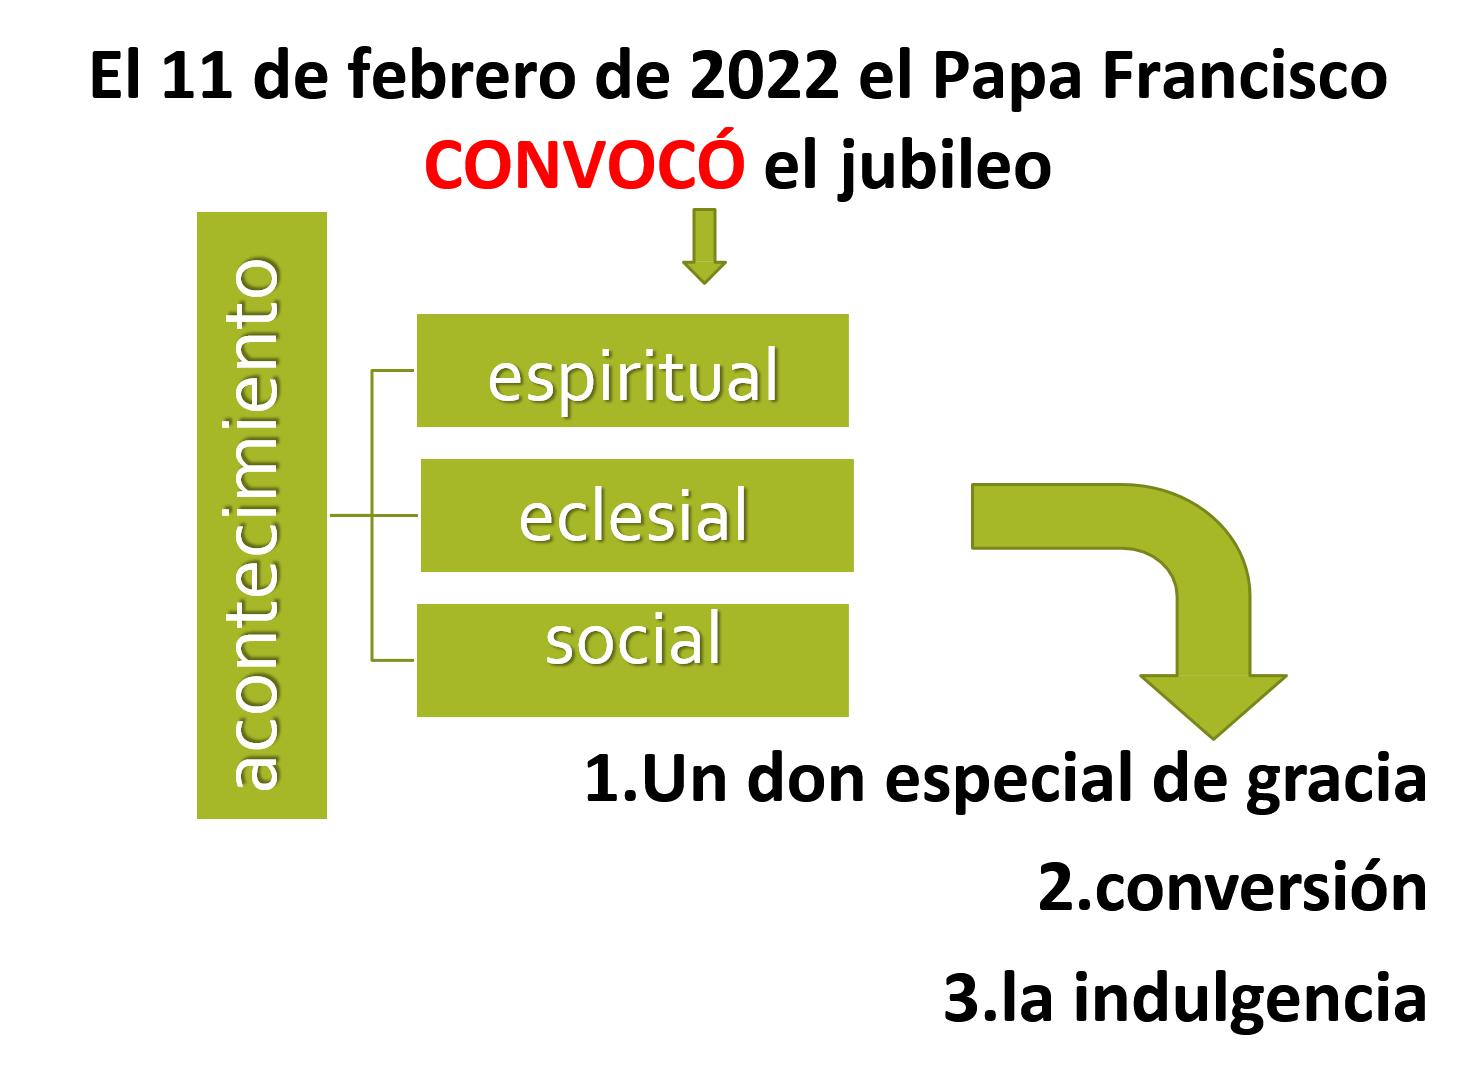 El 11 de febrero de 2022 el Papa Francisco
CONVOCÓ el jubileo
acontecimiento
espiritual
eclesial
social
1.Un don especial de gracia
2.conversión
3.la indulgencia